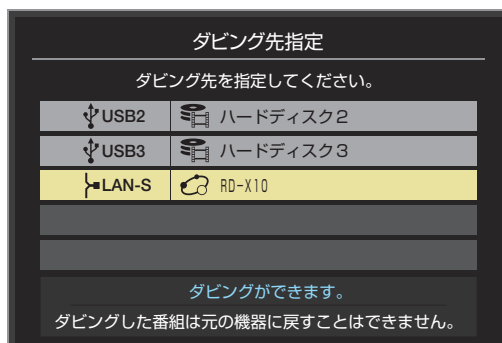 ダビング先指定
ダビング先を指定してください。
USB2 ハードディスク2
USB3 ハードディスク3
LAN-S RD-X10
ダビングができます。
ダビングした番組は元の機器に戻すことはできません。